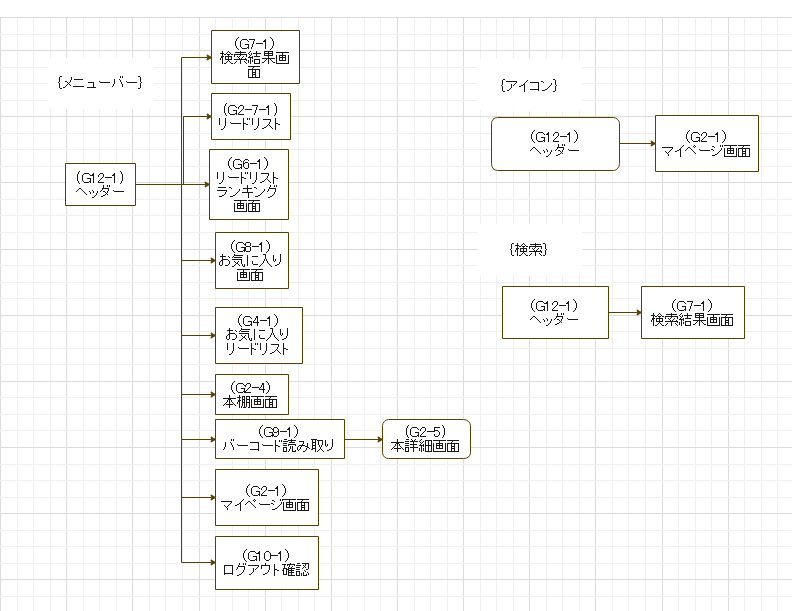 {メニューバー}
(G12-1)
ヘッダー
(G7-1)
検索結果画
面
(G2-7-1)
リードリスト
(G6-1)
リードリスト
ランキング
画面
(G8-1)
お気に入り
画面
(G4-1)
お気に入り
リードリスト
(G2-4)
本棚画面
(G9-1)
バーコード読み取り
(G2-5)
本詳細画面
(G2-1)
マイページ画面
(G10-1)
ログアウト確認
{アイコン}
(G12-1)
ヘッダー
(G2-1)
マイページ画面
{検索}
(G12-1)
ヘッダー
(G7-1)
検索結果画面